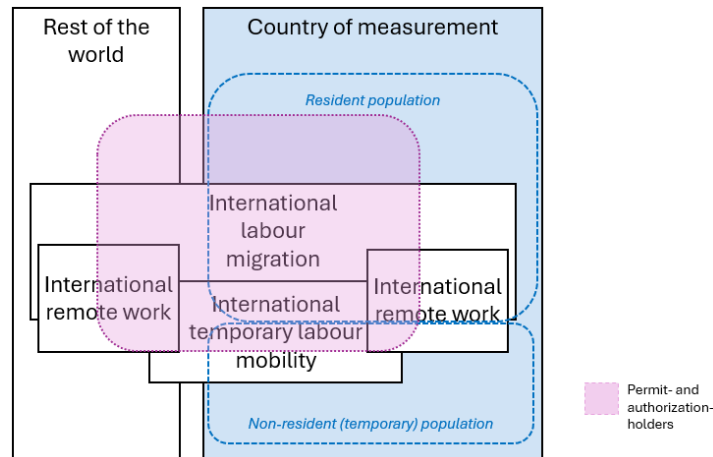 Rest of the
world
Country of measurement
Resident population
International
labour
migration
International
remote work
International
temporary labour
mobility
International
remote work
Non-resident (temporary) population
Permit- and
authorization-
holders